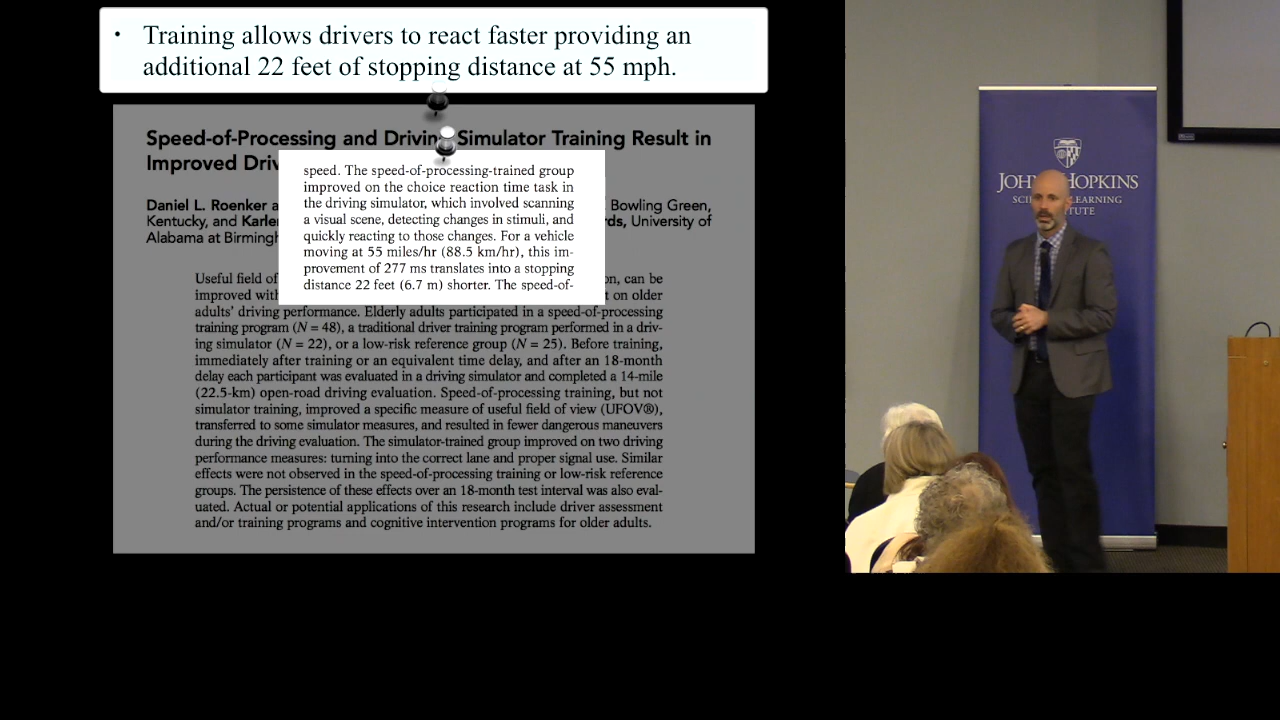 • Training allows drivers to react faster providing an
additional 22 feet of stopping distance at 55 mph.
Speed-of-Processing and Driving Simulator Training Result in
Improved Driv
speed. The speed-of-processing-trained group
improved on the choice reaction time task in
the driving simulator, which involved scanning
a visual scene, detecting changes in stimuli, and
quickly reacting to those changes. For a vehicle
moving at 55 miles/hr (88.5 km/hr), this im-
provement of 277 ms translates into a stopping
distance 22 feet (6.7 m) shorter. The speed-of-
Daniel L. Roenker Bowling Green,
Kentucky, and Karlen rds, University of
Alabama at Birmingh
Useful field of on, can be
improved with t on older
adults' driving performance. Elderly adults participated in a speed-of-processing
training program (N = 48), a traditional driver training program performed in a driv-
ing simulator (N = 22), or a low-risk reference group (N = 25). Before training,
immediately after training or an equivalent time delay, and after an 18-month
delay each participant was evaluated in a driving simulator and completed a 14-mile
(22.5-km) open-road driving evaluation. Speed-of-processing training, but not
simulator training, improved a specific measure of useful field of view (UFOV®),
transferred to some simulator measures, and resulted in fewer dangerous maneuvers
during the driving evaluation. The simulator-trained group improved on two driving
performance measures: turning into the correct lane and proper signal use. Similar
effects were not observed in the speed-of-processing training or low-risk reference
groups. The persistence of these effects over an 18-month test interval was also eval-
uated. Actual or potential applications of this research include driver assessment
and/or training programs and cognitive intervention programs for older adults.
JOHNS HOPKINS